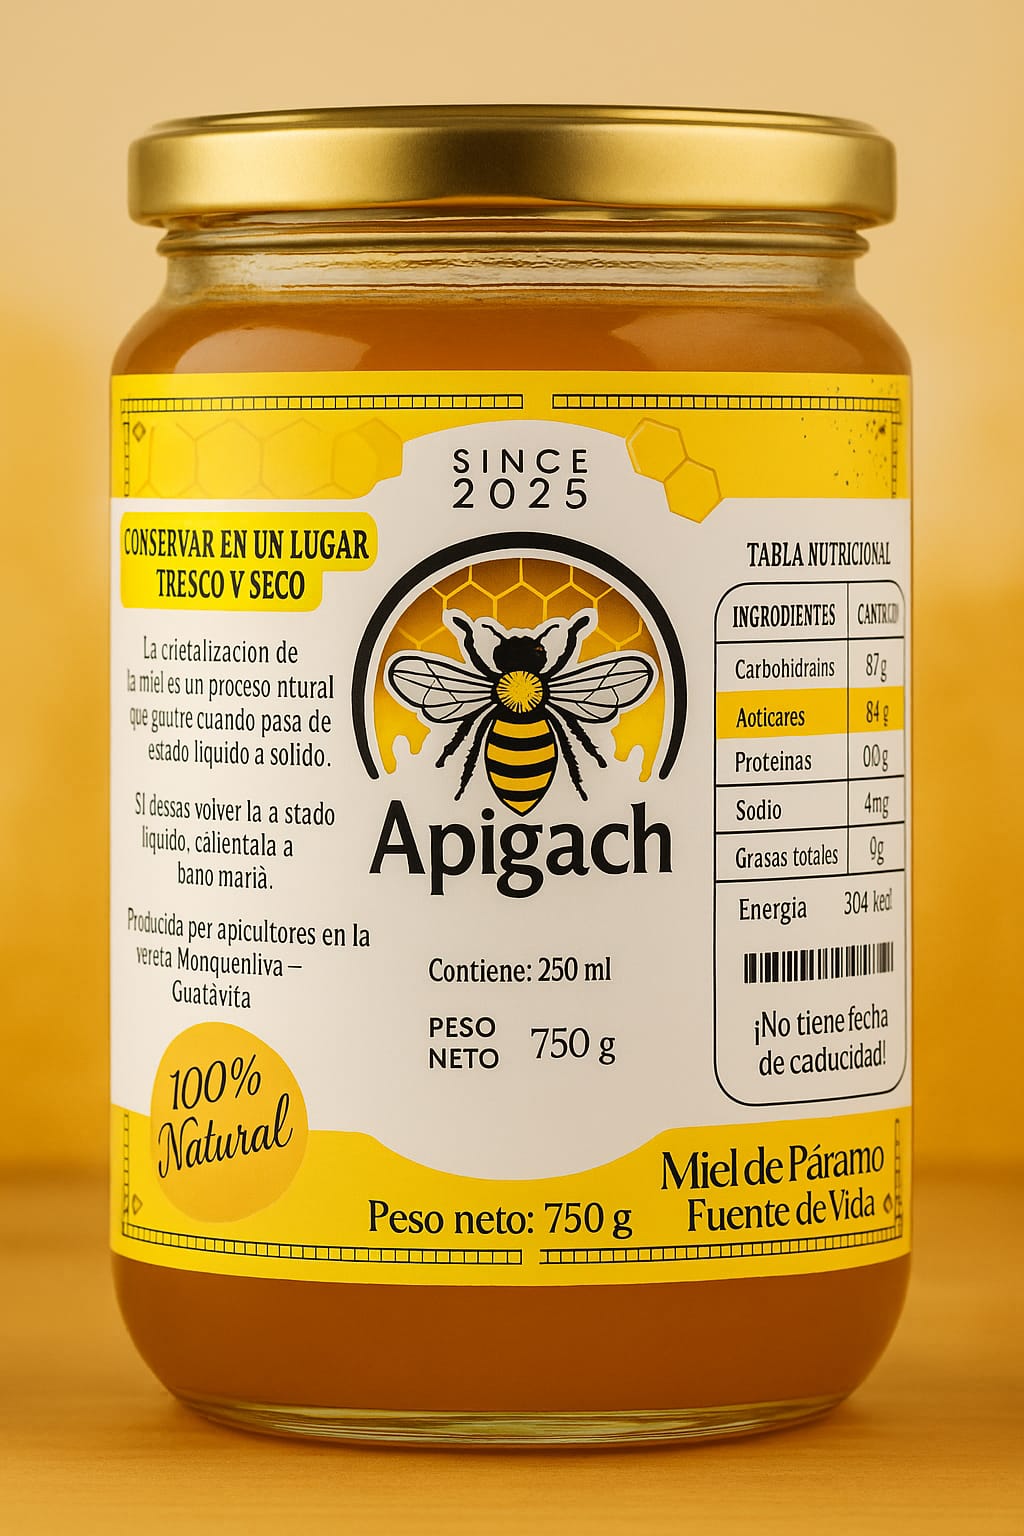 SINCE
2025
CONSERVAR EN UN LUGAR
TRESCO V SECO
La crietalizacion de
la miel es un proceso ntural
que guutre cuando pasa de
estado liquido a solido.
SI dessas volver la a stado
liquido, cálientala a
bano marià.
Producida per apicultores en la
vereta Monquenliva –
Guatàvita
100%
Natural
Apigach
Contiene: 250 ml
PESO
NETO
750 g
Peso neto: 750 g
TABLA NUTRICIONAL
INGREDIENTES
Carbohidrains 87g
Aoticares 84 g
Proteinas
Sodio 4mg
Grasas totales
Energia 304
¡No tiene fecha
de caducidad!
Miel de Páramo
Fuente de Vida